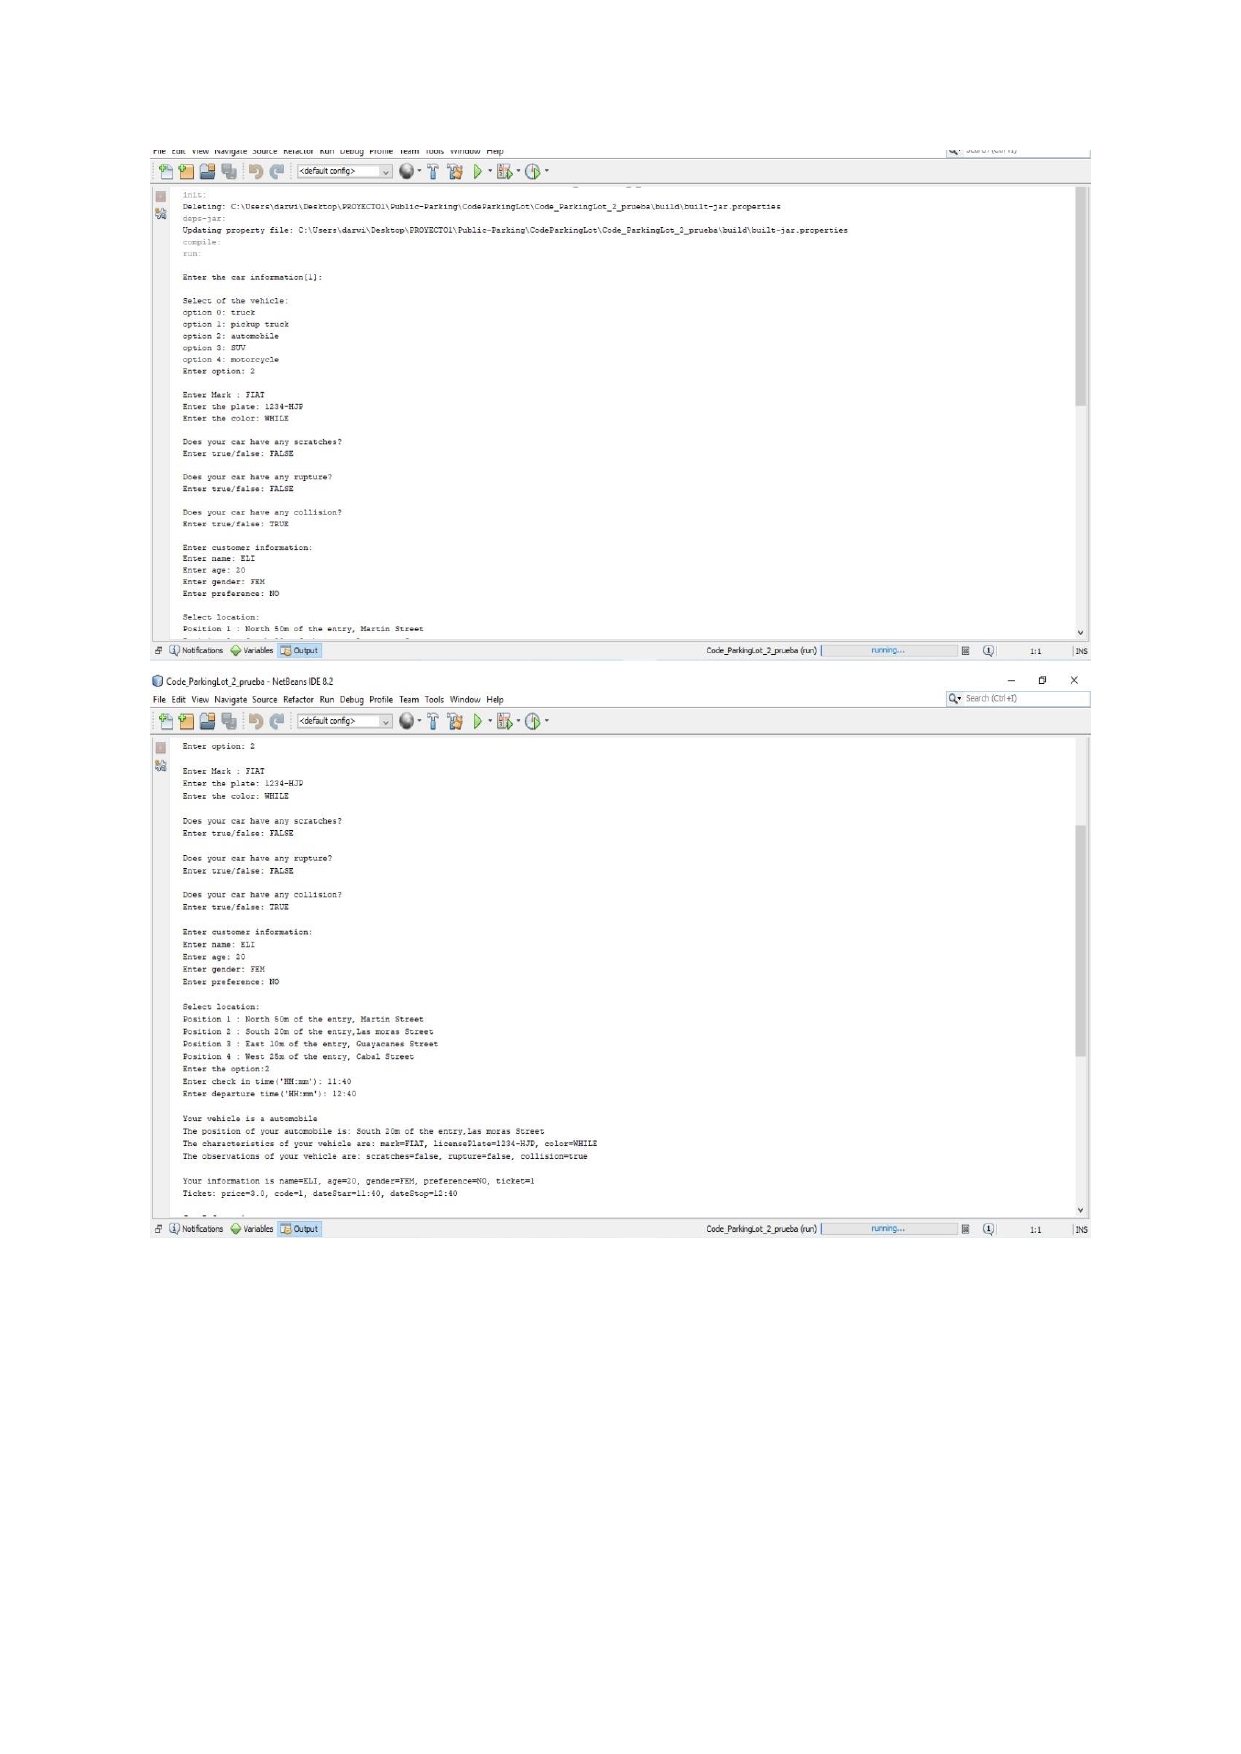 File Edit View Navigate Source Refactor Run Debug Profile Team Tools Window Help
Search (Ctrl+I)
<default config>
init:
Deleting: C:\Users\darwi\Desktop\PROYECTO1\Public-Parking\CodeParkingLot\Code_ParkingLot_2_prueba\build\built-jar.properties
deps-jar:
Updating property file: C:\Users\darwi\Desktop\PROYECTO1\Public-Parking\CodeParkingLot\Code_ParkingLot_2_prueba\build\built-jar.properties
compile:
run:
Enter the car information[1]:
Select of the vehicle:
option 0: truck
option 1: pickup truck
option 2: automobile
option 3: SUV
option 4: motorcycle
Enter option: 2
Enter Mark : FIAT
Enter the plate: 1234-HJP
Enter the color: WHILE
Does your car have any scratches?
Enter true/false: FALSE
Does your car have any rupture?
Enter true/false: FALSE
Does your car have any collision?
Enter true/false: TRUE
Enter customer information:
Enter name: ELI
Enter age: 20
Enter gender: FEM
Enter preference: NO
Select location:
Position 1 : North 50m of the entry, Martin Street
Notifications Variables Output Code_ParkingLot_2_prueba (run) running... (1) 1:1 INS
Code_ParkingLot_2_prueba - NetBeans IDE 8.2
File Edit View Navigate Source Refactor Run Debug Profile Team Tools Window Help
Search (Ctrl+I)
<default config>
Enter option: 2
Enter Mark : FIAT
Enter the plate: 1234-HJP
Enter the color: WHILE
Does your car have any scratches?
Enter true/false: FALSE
Does your car have any rupture?
Enter true/false: FALSE
Does your car have any collision?
Enter true/false: TRUE
Enter customer information:
Enter name: ELI
Enter age: 20
Enter gender: FEM
Enter preference: NO
Select location:
Position 1 : North 50m of the entry, Martin Street
Position 2 : South 20m of the entry,Las moras Street
Position 3 : East 10m of the entry, Guayacanes Street
Position 4 : West 25m of the entry, Cabal Street
Enter the option:2
Enter check in time('HH:mm'): 11:40
Enter departure time('HH:mm'): 12:40
Your vehicle is a automobile
The position of your automobile is: South 20m of the entry,Las moras Street
The characteristics of your vehicle are: mark=FIAT, licensePlate=1234-HJP, color=WHILE
The observations of your vehicle are: scratches=false, rupture=false, collision=true
Your information is name=ELI, age=20, gender=FEM, preference=NO, ticket=1
Ticket: price=3.0, code=1, dateStar=11:40, dateStop=12:40
Notifications Variables Output Code_ParkingLot_2_prueba (run) running... (1) 1:1 INS